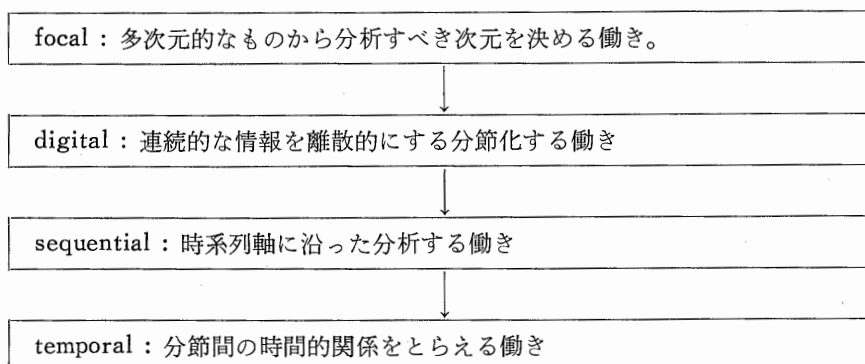 focal : 多次元的なものから分析すべき次元を決める働き。
digital : 連続的な情報を離散的にする分節化する働き
sequential : 時系列軸に沿った分析する働き
temporal : 分節間の時間的関係をとらえる働き